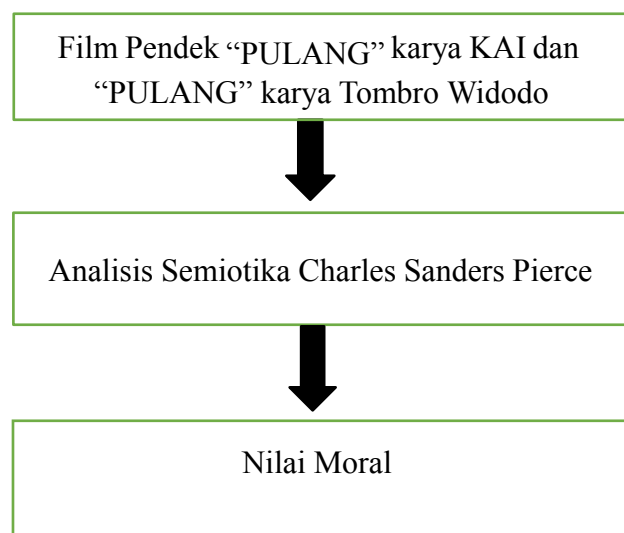 Film Pendek “PULANG” karya KAI dan
“PULANG” karya Tombro Widodo
Analisis Semiotika Charles Sanders Pierce
Nilai Moral